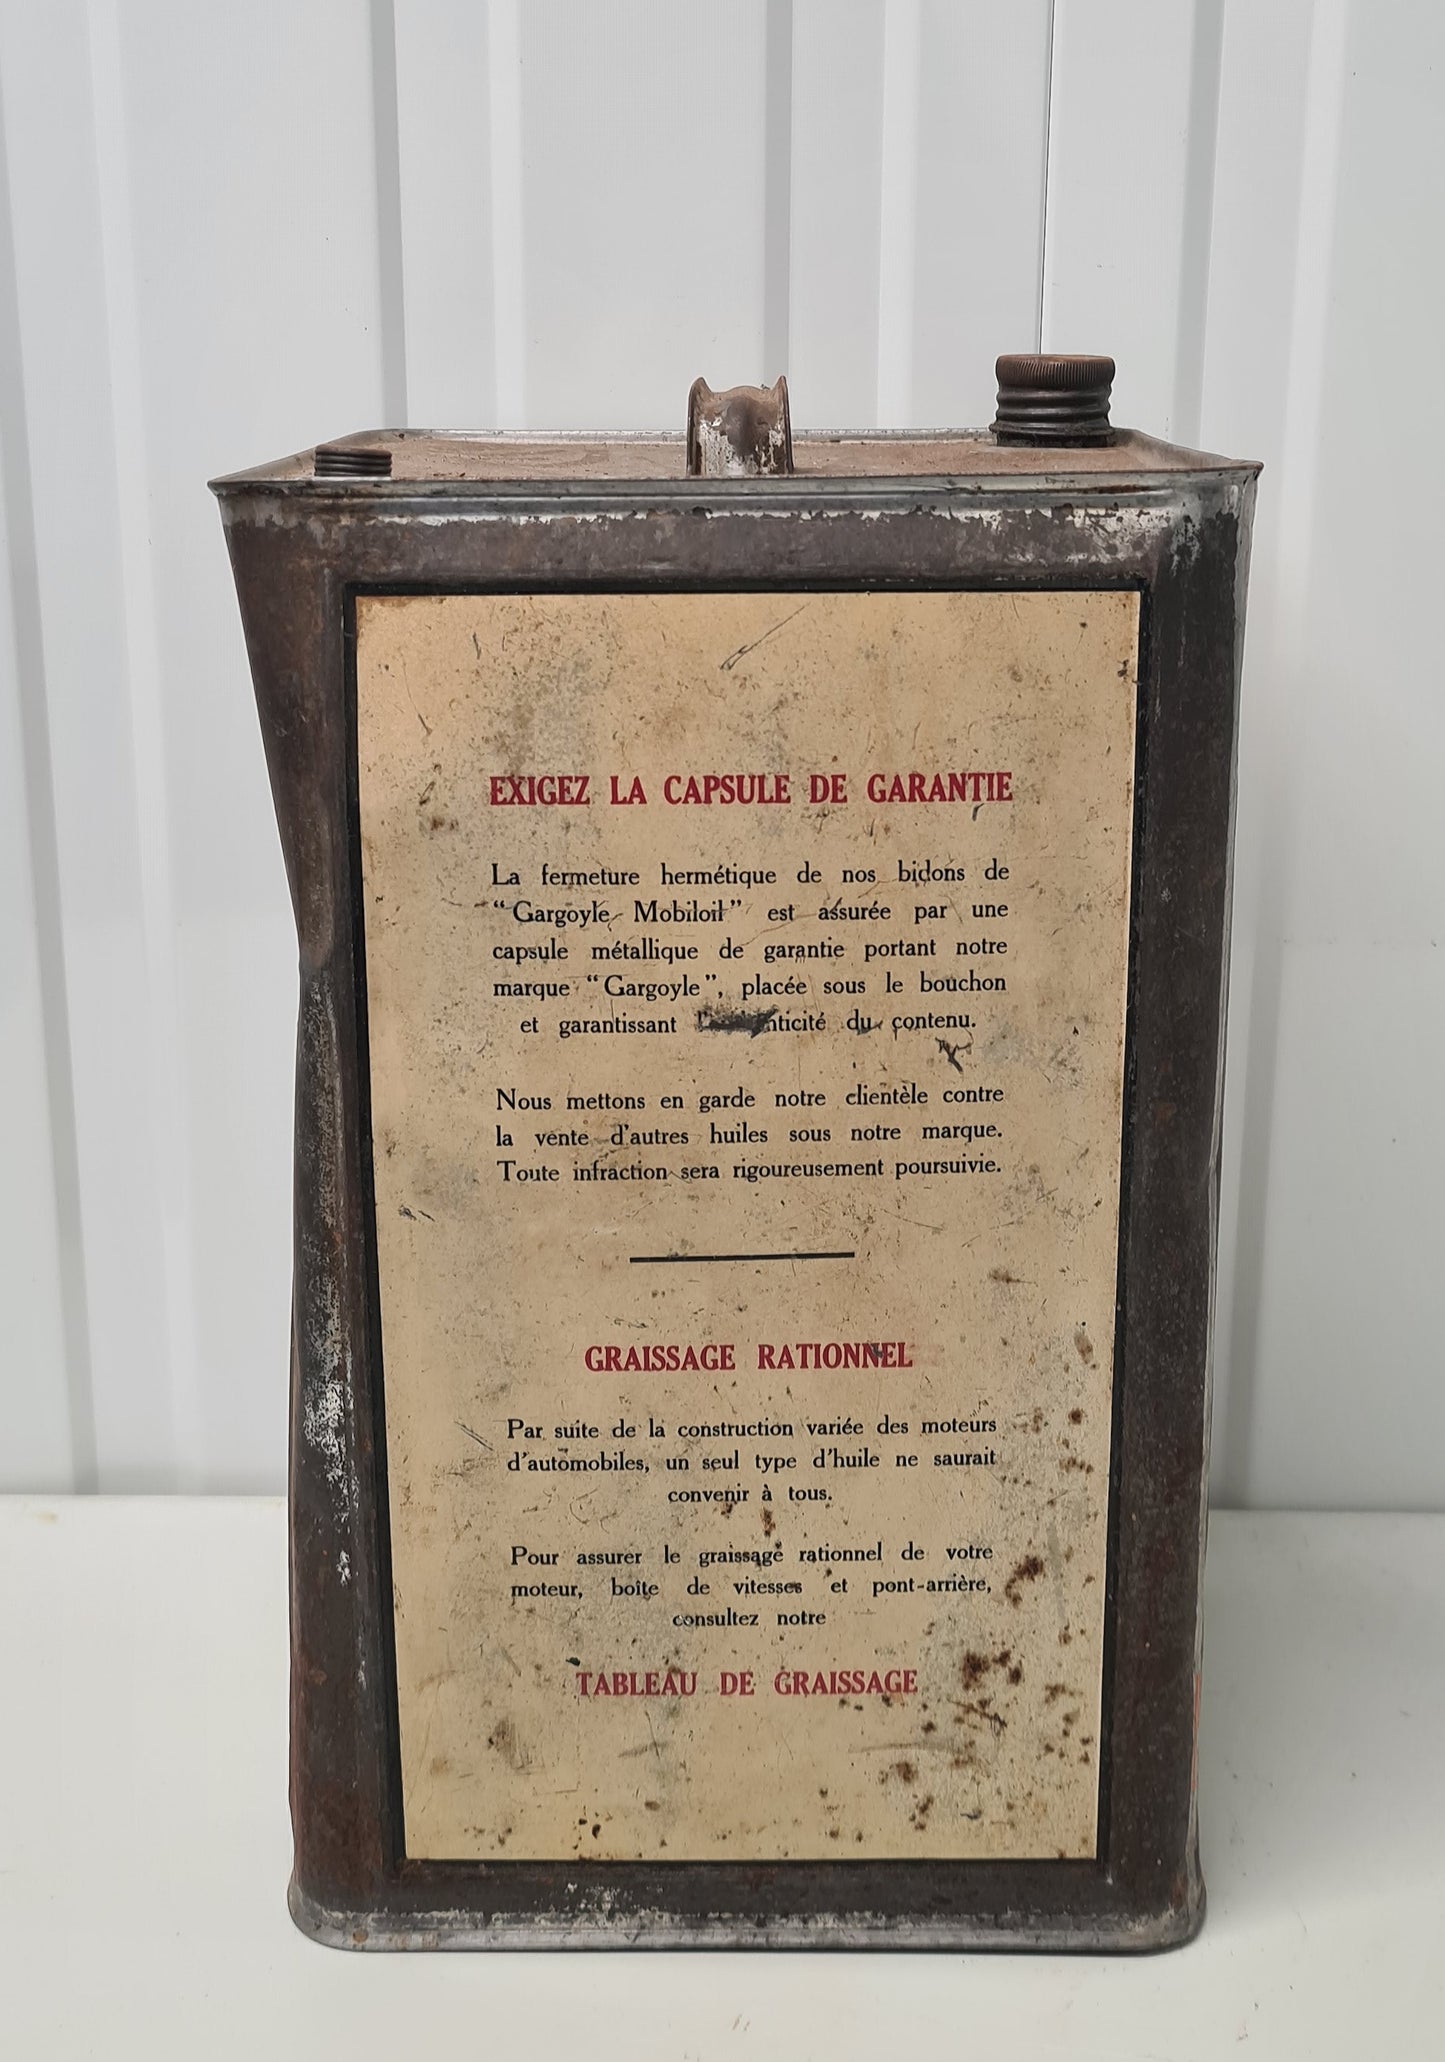 EXIGEZ LA CAPSULE DE GARANTIE
La fermeture hermétique de nos bidons de
“Gargoyle Mobiloil” est assurée par une
capsule métallique de garantie portant notre
marque “Gargoyle”, placée sous le bouchon
et garantissant du contenu.
Nous mettons en garde notre clientèle contre
la vente d'autres huiles sous notre marque.
Toute infraction sera rigoureusement poursuivie.
GRAISSAGE RATIONNEL
Par suite de la construction variée des moteurs
d'automobiles, un seul type d'huile ne saurait
convenir à tous.
Pour assurer le graissage rationnel de votre
moteur, boîte de vitesses et pont-arrière,
consultez notre
TABLEAU DE GRAISSAGE